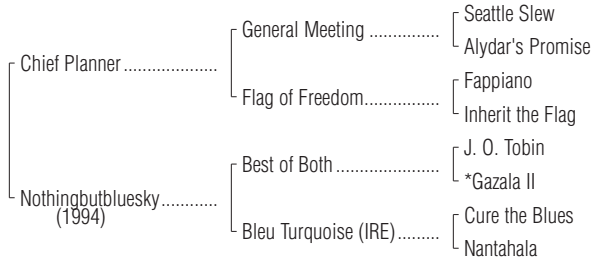 Seattle Slew
General Meeting ...............
Alydar's Promise
Chief Planner ....................
Fappiano
Flag of Freedom................
Inherit the Flag
J. O. Tobin
Best of Both ......................
*Gazala II
Nothingbutbluesky............
(1994)
Cure the Blues
Bleu Turquoise (IRE).........
Nantahala